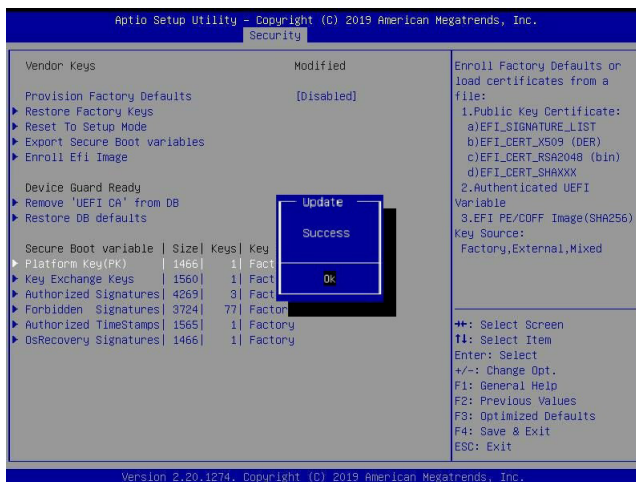 Aptio Setup Utility – Copyright (C) 2019 American Megatrends, Inc.
Security
Vendor Keys Modified
Provision Factory Defaults [Disabled]
Restore Factory Keys
Reset To Setup Mode
Export Secure Boot variables
Enroll Efi Image
Device Guard Ready
Remove 'UEFI CA' from DB
Restore DB defaults
Secure Boot variable | Size| Keys| Key
Platform Key(PK) | 1466| 1| Fact
Key Exchange Keys | 1560| 1| Fact
Authorized Signatures| 4269| 3| Fact
Forbidden Signatures| 3724| 77| Factor
Authorized TimeStamps| 1565| 1| Factory
OsRecovery Signatures| 1466| 1| Factory
Update
Success
Ok
Enroll Factory Defaults or
load certificates from a
file:
1.Public Key Certificate:
a)EFI_SIGNATURE_LIST
b)EFI_CERT_X509 (DER)
c)EFI_CERT_RSA2048 (bin)
d)EFI_CERT_SHAXXX
2.Authenticated UEFI
Variable
3.EFI PE/COFF Image(SHA256)
Key Source:
Factory,External,Mixed
→←: Select Screen
↑↓: Select Item
Enter: Select
+/-: Change Opt.
F1: General Help
F2: Previous Values
F3: Optimized Defaults
F4: Save & Exit
ESC: Exit
Version 2.20.1274. Copyright (C) 2019 American Megatrends, Inc.